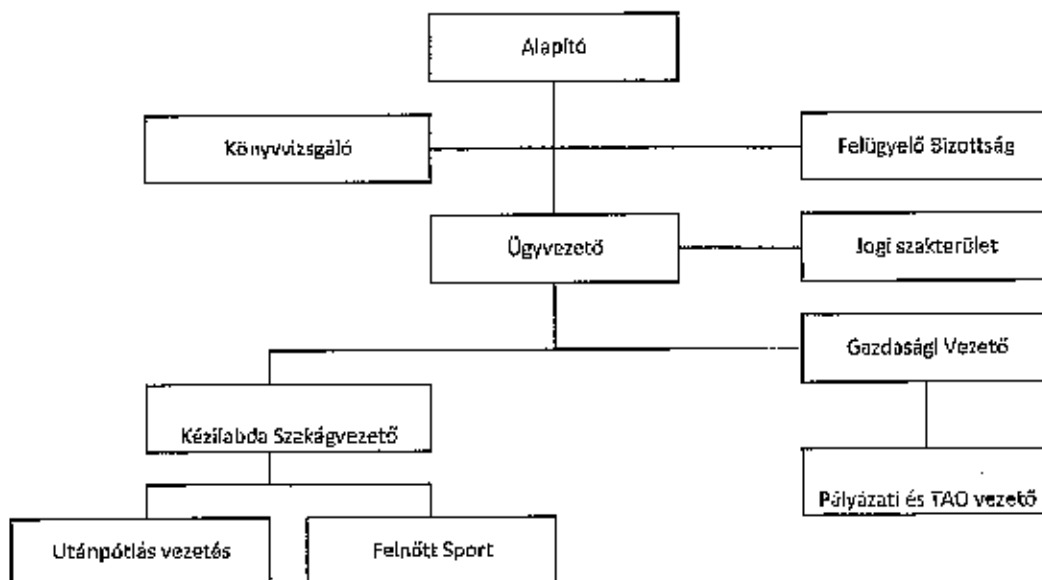 Alapító
Könyvvizsgáló
Felügyelő Bizottság
Ügyvezető
Jogi szakterület
Gazdasági Vezető
Kézilabda Szakágvezető
Pályázati és TAO vezető
Utánpótlás vezetés
Felnőtt Sport